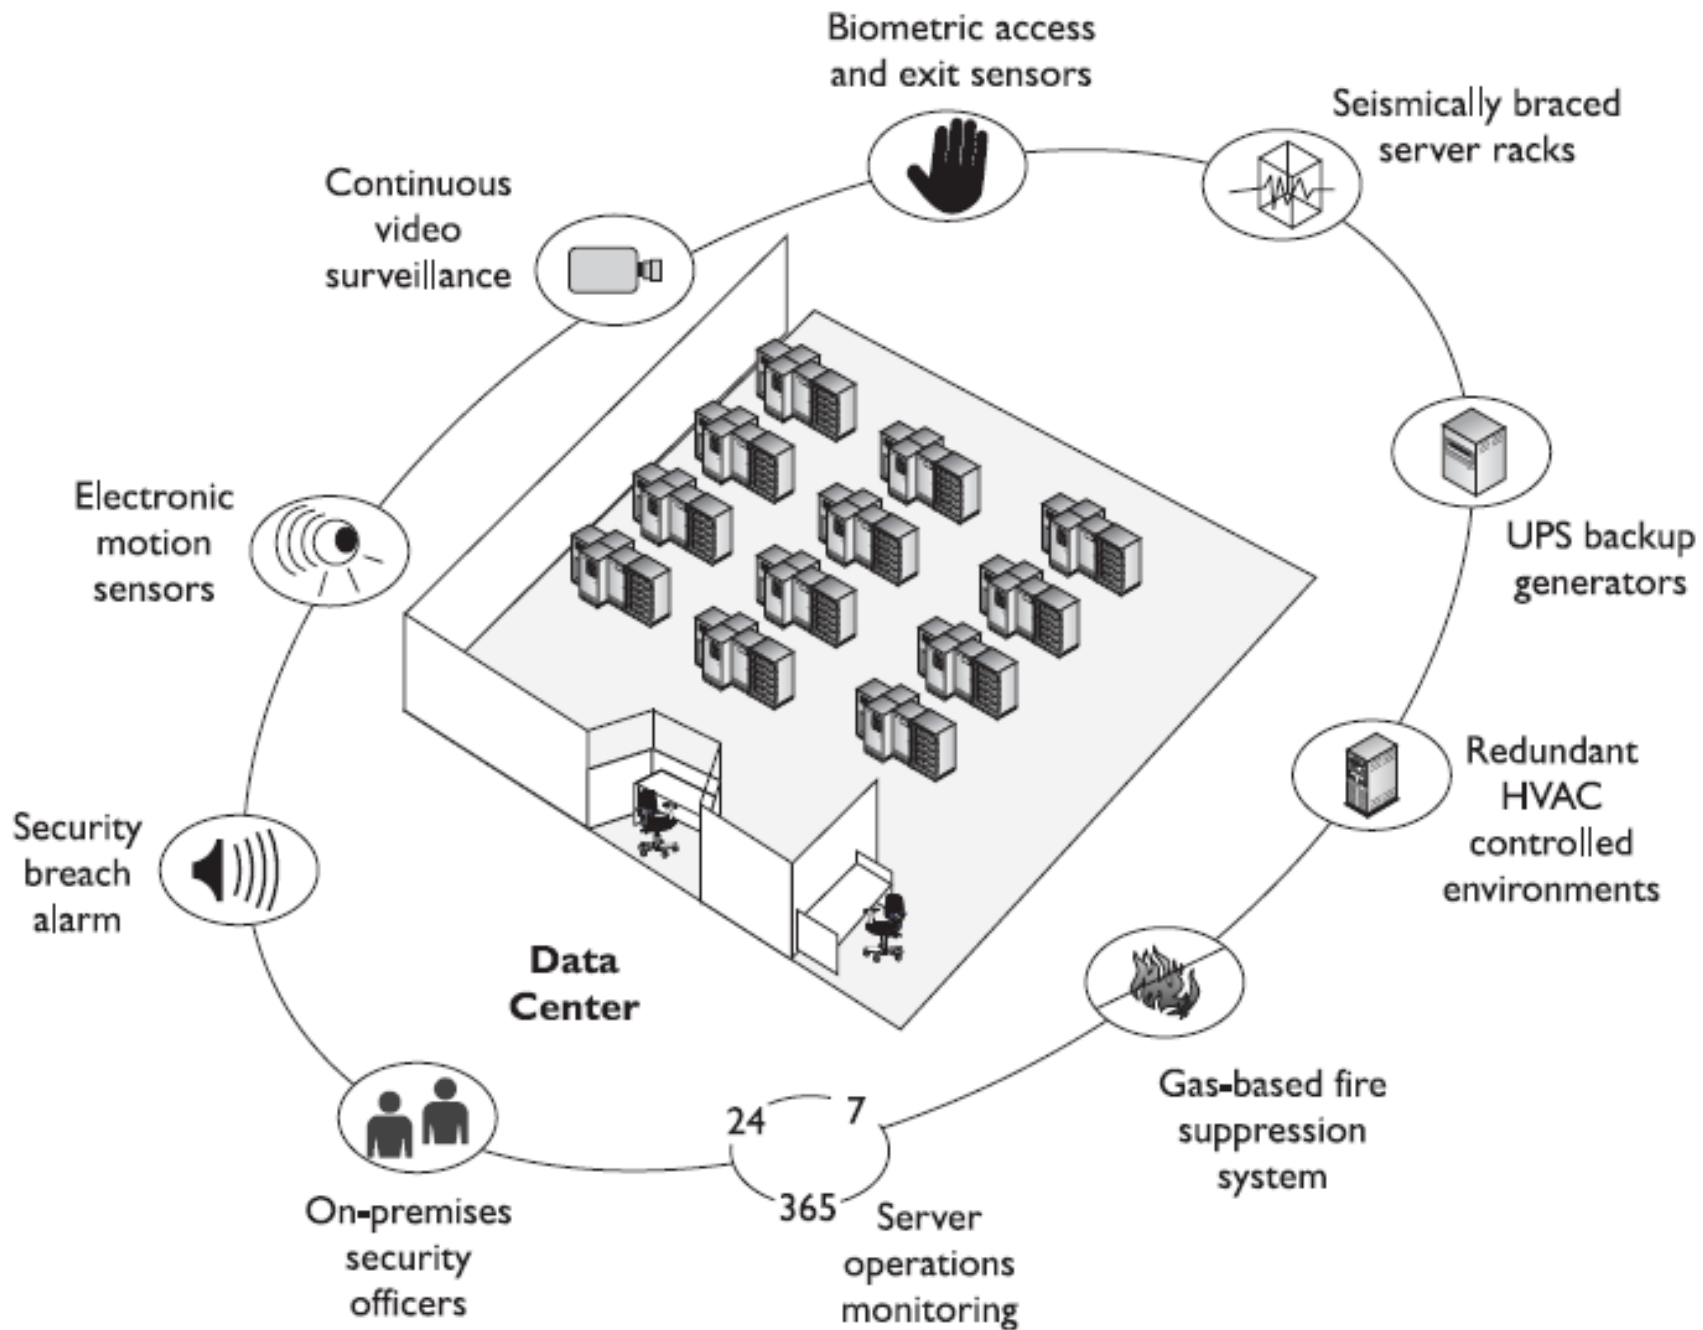 Biometric access
and exit sensors
Seismically braced
server racks
Continuous
video
surveillance
UPS backup
generators
Electronic
motion
sensors
Redundant
HVAC
controlled
environments
Security
breach
alarm
Data
Center
Gas-based fire
suppression
system
24
7
365
Server
operations
monitoring
On-premises
security
officers